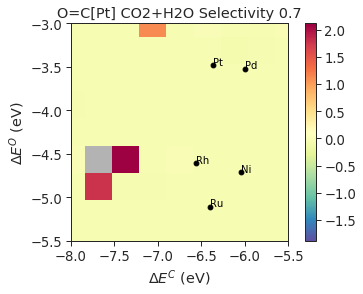 O=C[Pt] CO2+H2O Selectivity 0.7
−3.0
−3.5
−4.0
−4.5
−5.0
−5.5
ΔE^O (eV)
Pt
Pd
Rh
Ni
Ru
−8.0 −7.5 −7.0 −6.5 −6.0 −5.5
ΔE^C (eV)
2.0
1.5
1.0
0.5
0.0
−0.5
−1.0
−1.5